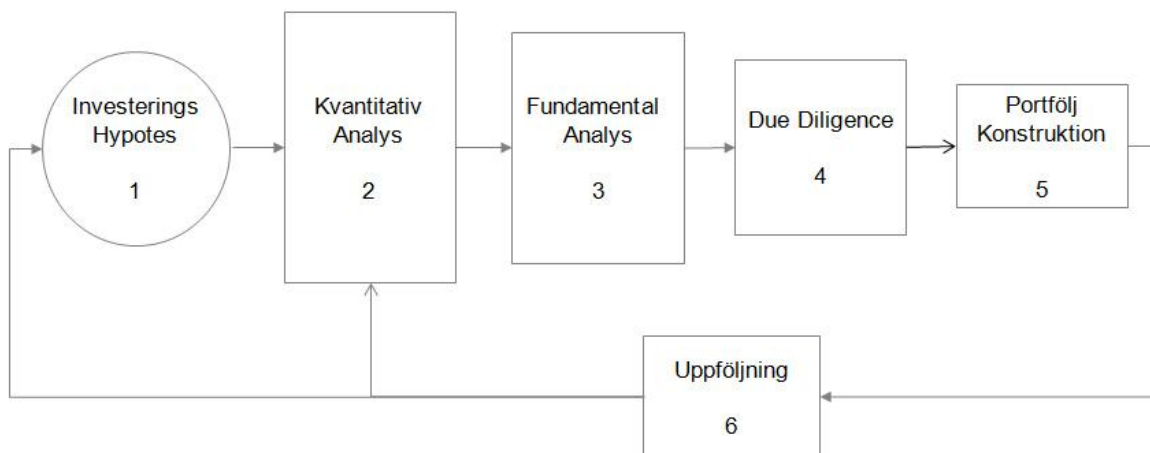 Investerings
Hypotes
1
Kvantitativ
Analys
2
Fundamental
Analys
3
Due Diligence
4
Portfölj
Konstruktion
5
Uppföljning
6